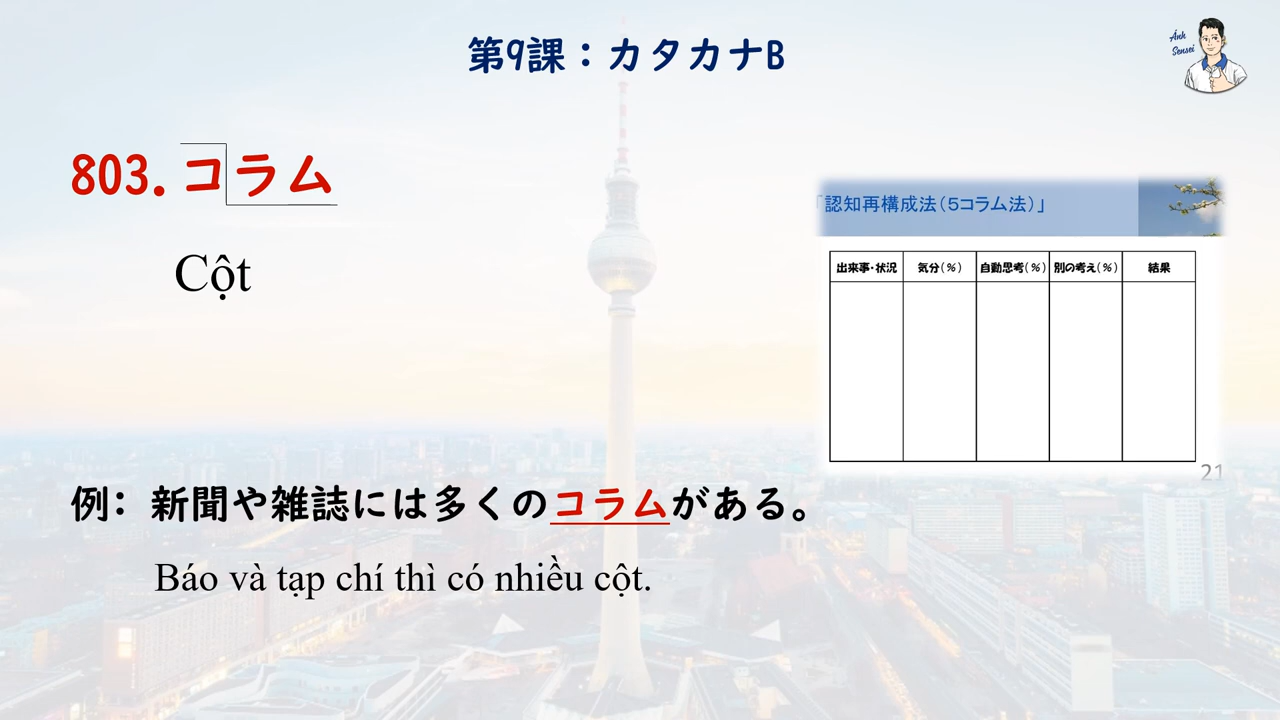 第9課：カタカナB
Anh
Sensei
803. コラム
Cột
「認知再構成法（5コラム法）」
出来事・状況 気分(%) 自動思考(%) 別の考え(%) 結果
21
例: 新聞や雑誌には多くのコラムがある。
Báo và tạp chí thì có nhiều cột.